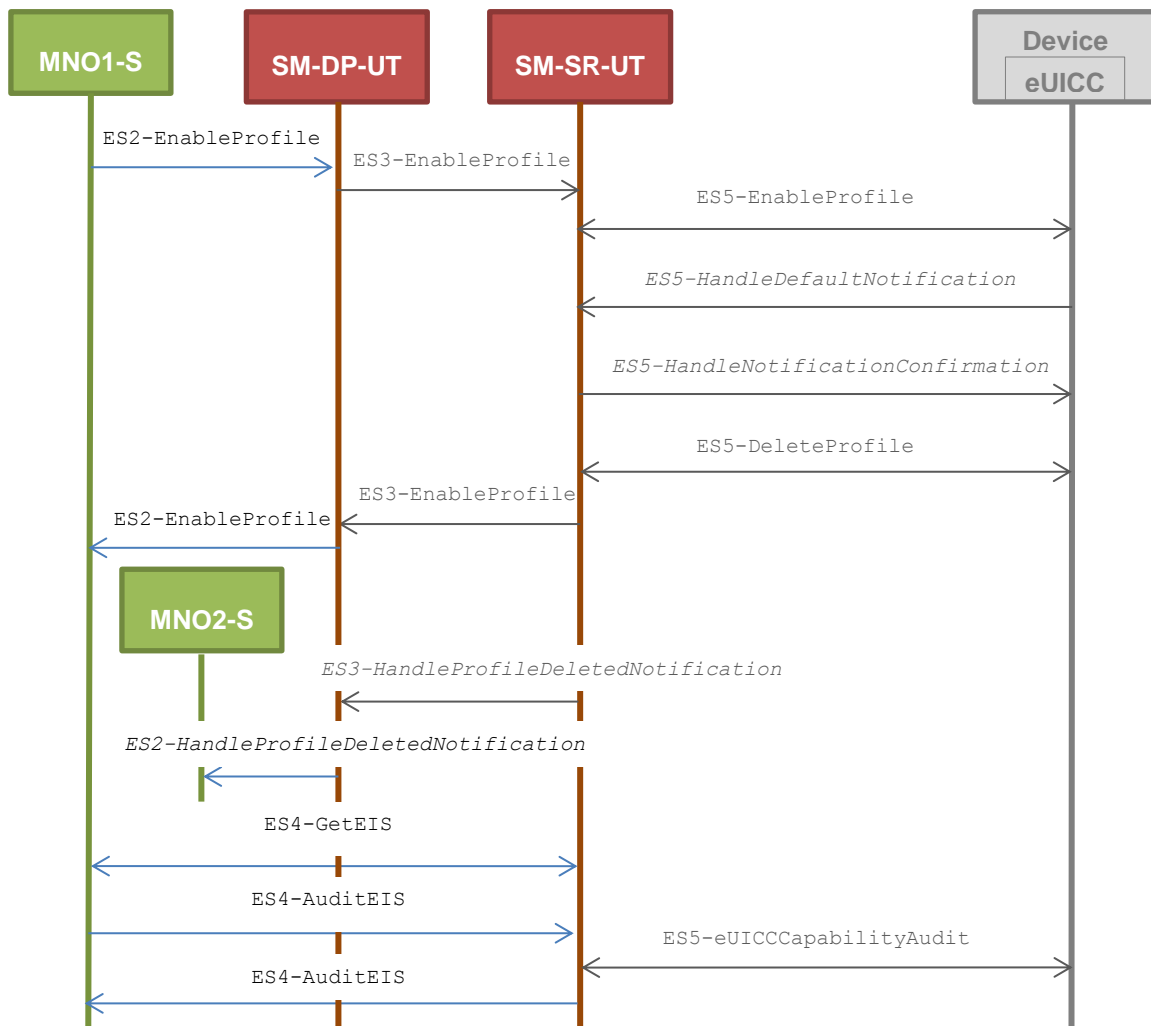 MNO1-S
SM-DP-UT
SM-SR-UT
Device
eUICC
ES2-EnableProfile
ES3-EnableProfile
ES5-EnableProfile
ES5-HandleDefaultNotification
ES5-HandleNotificationConfirmation
ES5-DeleteProfile
ES3-EnableProfile
ES2-EnableProfile
MNO2-S
ES3-HandleProfileDeletedNotification
ES2-HandleProfileDeletedNotification
ES4-GetEIS
ES4-AuditEIS
ES5-eUICCCapabilityAudit
ES4-AuditEIS